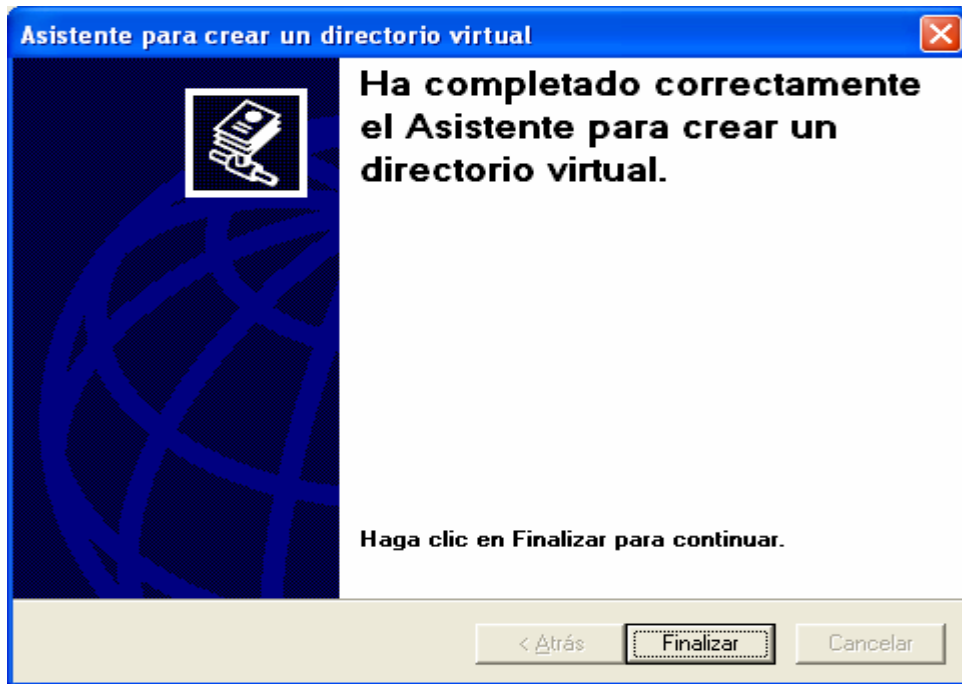 Asistente para crear un directorio virtual
Ha completado correctamente
el Asistente para crear un
directorio virtual.
Haga clic en Finalizar para continuar.
< Atrás
Finalizar
Cancelar